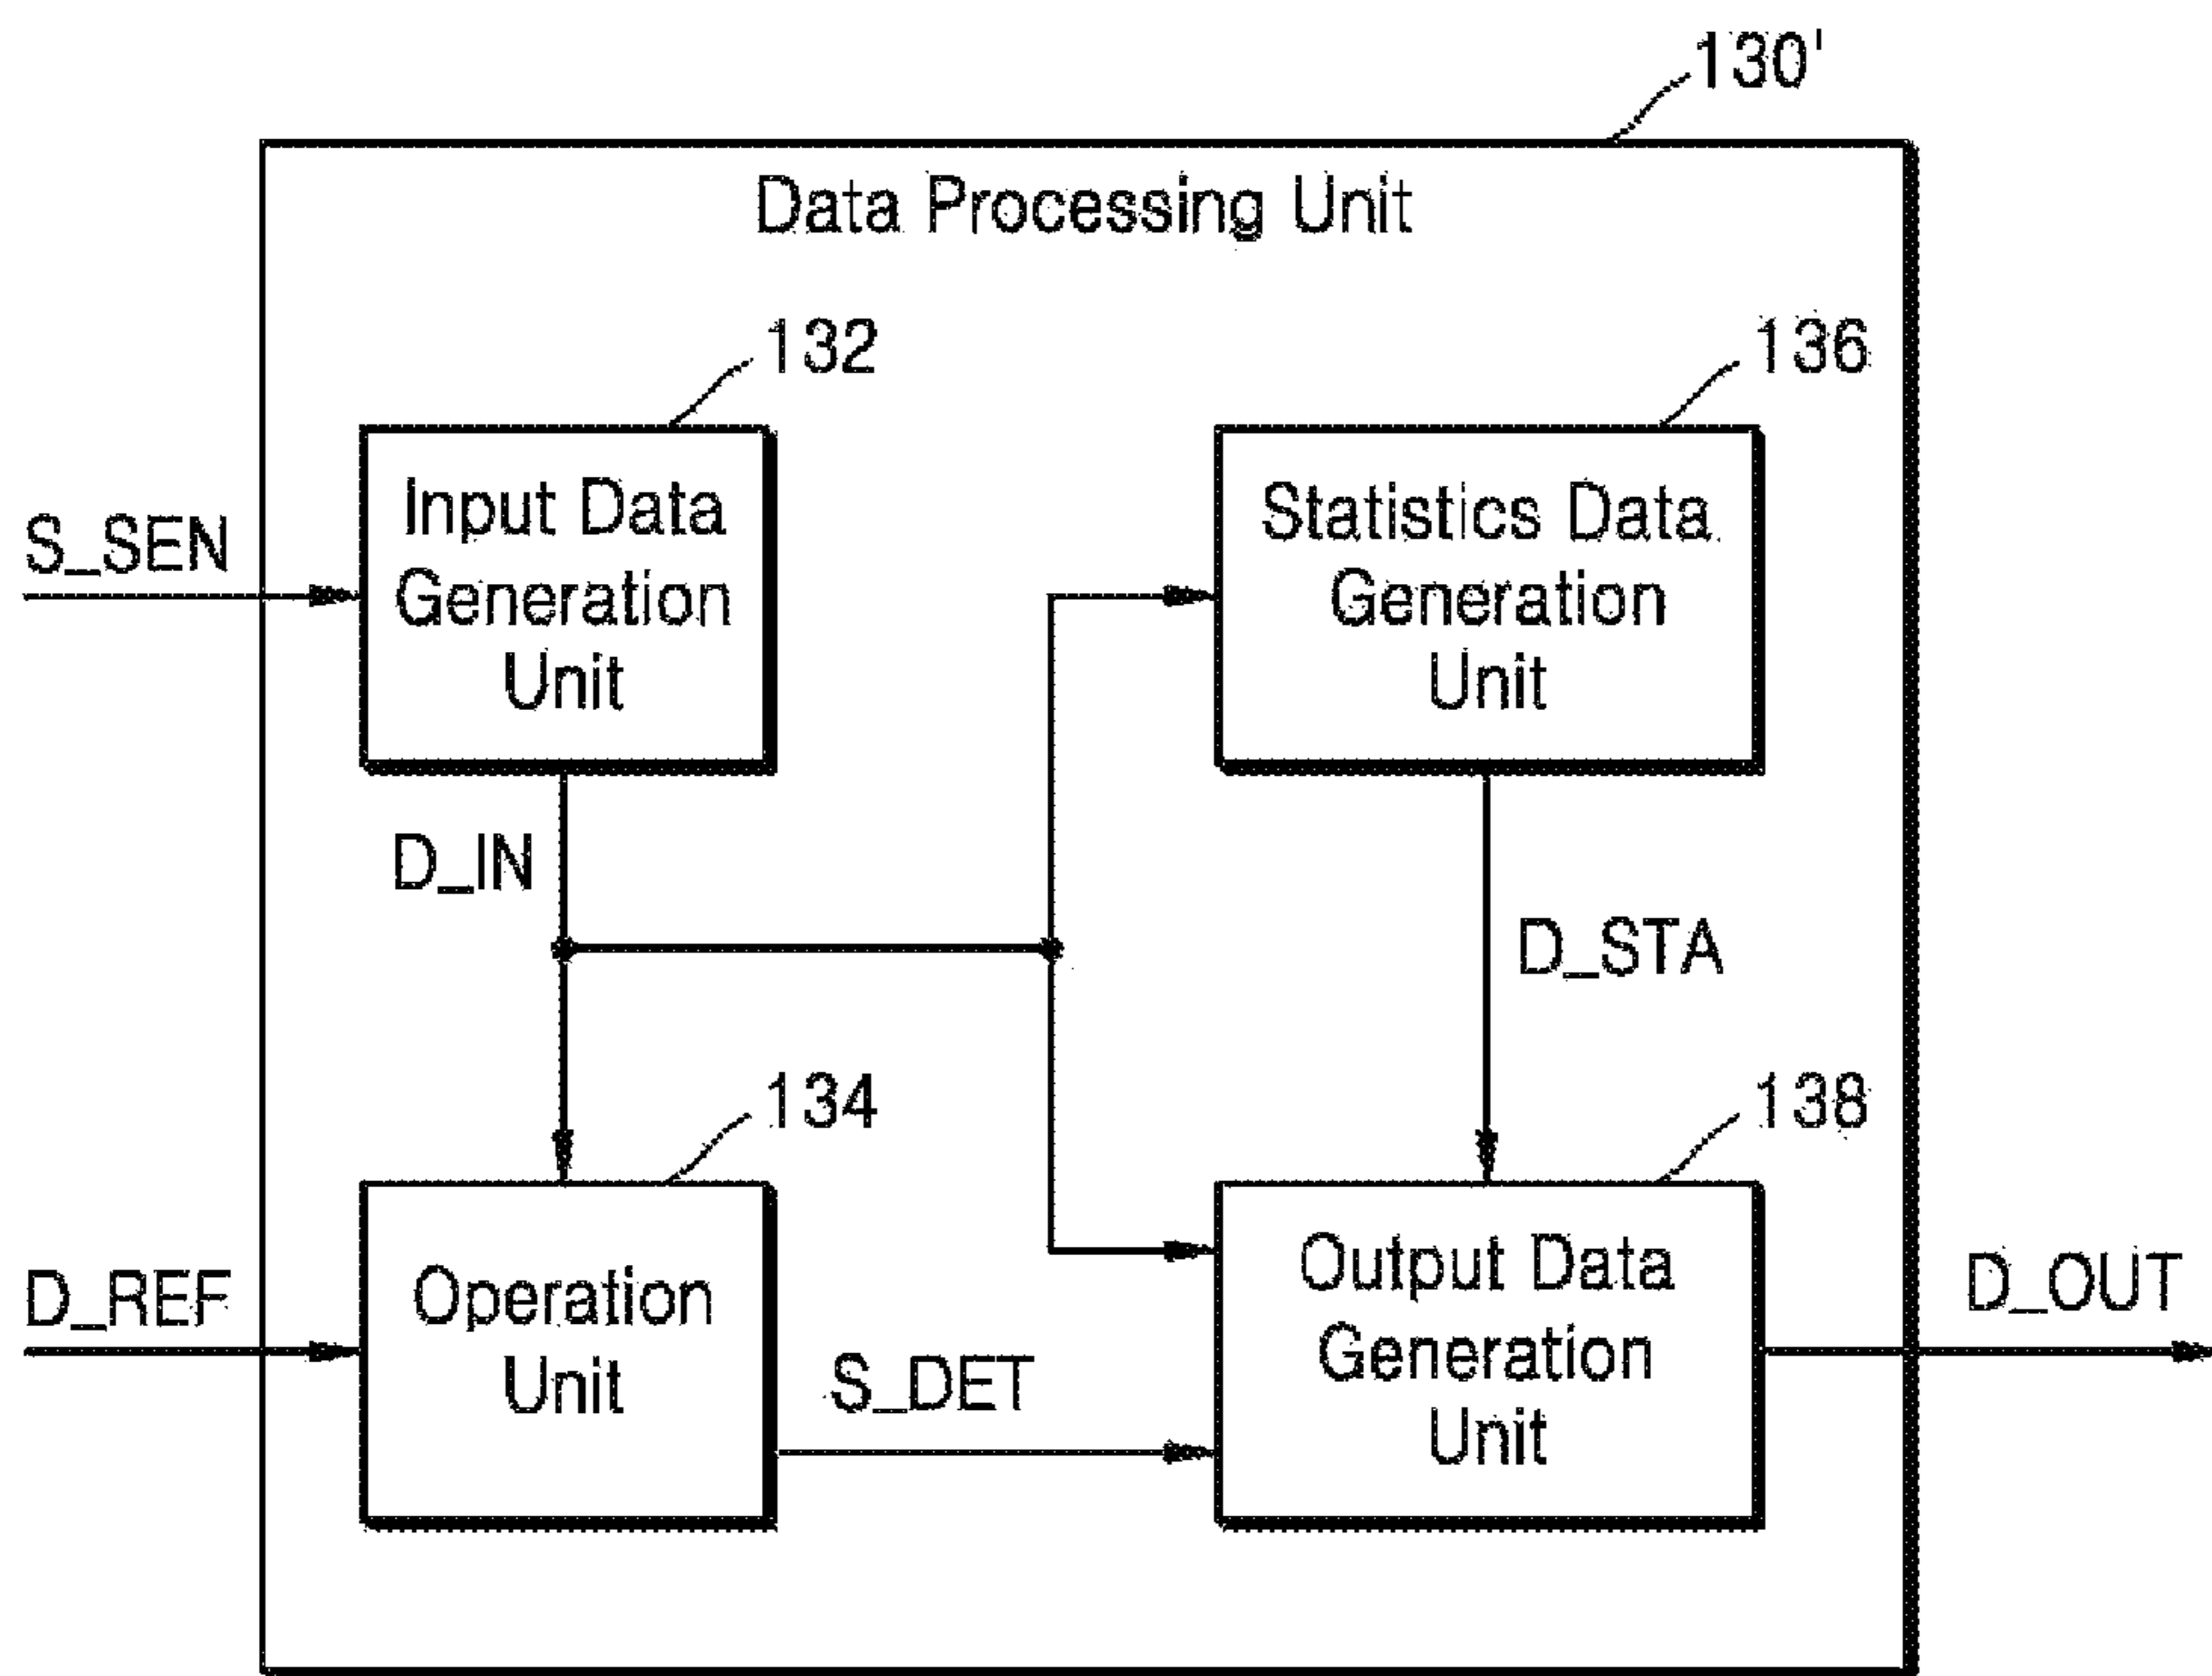 130'
Data Processing Unit
132
136
Input Data
Generation
Unit
Statistics Data
Generation
Unit
S_SEN
D_IN
D_STA
134
138
D_REF
Operation
Unit
S_DET
Output Data
Generation
Unit
D_OUT